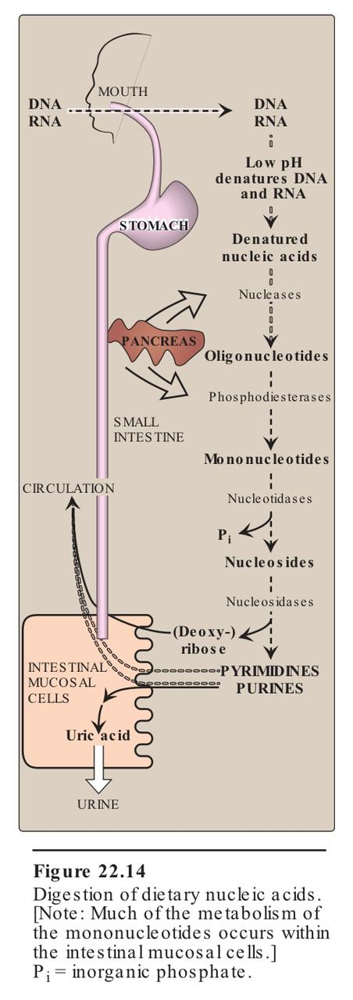 MOUTH
DNA
RNA
DNA
RNA
Low pH
denatures DNA
and RNA
STOMACH
Denatured
nucleic acids
Nucleases
PANCREAS
Oligonucleotides
Phosphodiesterases
SMALL
INTESTINE
Mononucleotides
CIRCULATION
Nucleotidases
Pi
Nucleosides
Nucleosidases
(Deoxy-)
ribose
INTESTINAL
MUCOSAL
CELLS
PYRIMIDINES
PURINES
Uric acid
URINE
Figure 22.14
Digestion of dietary nucleic acids.
[Note: Much of the metabolism of
the mononucleotides occurs within
the intestinal mucosal cells.]
Pi = inorganic phosphate.